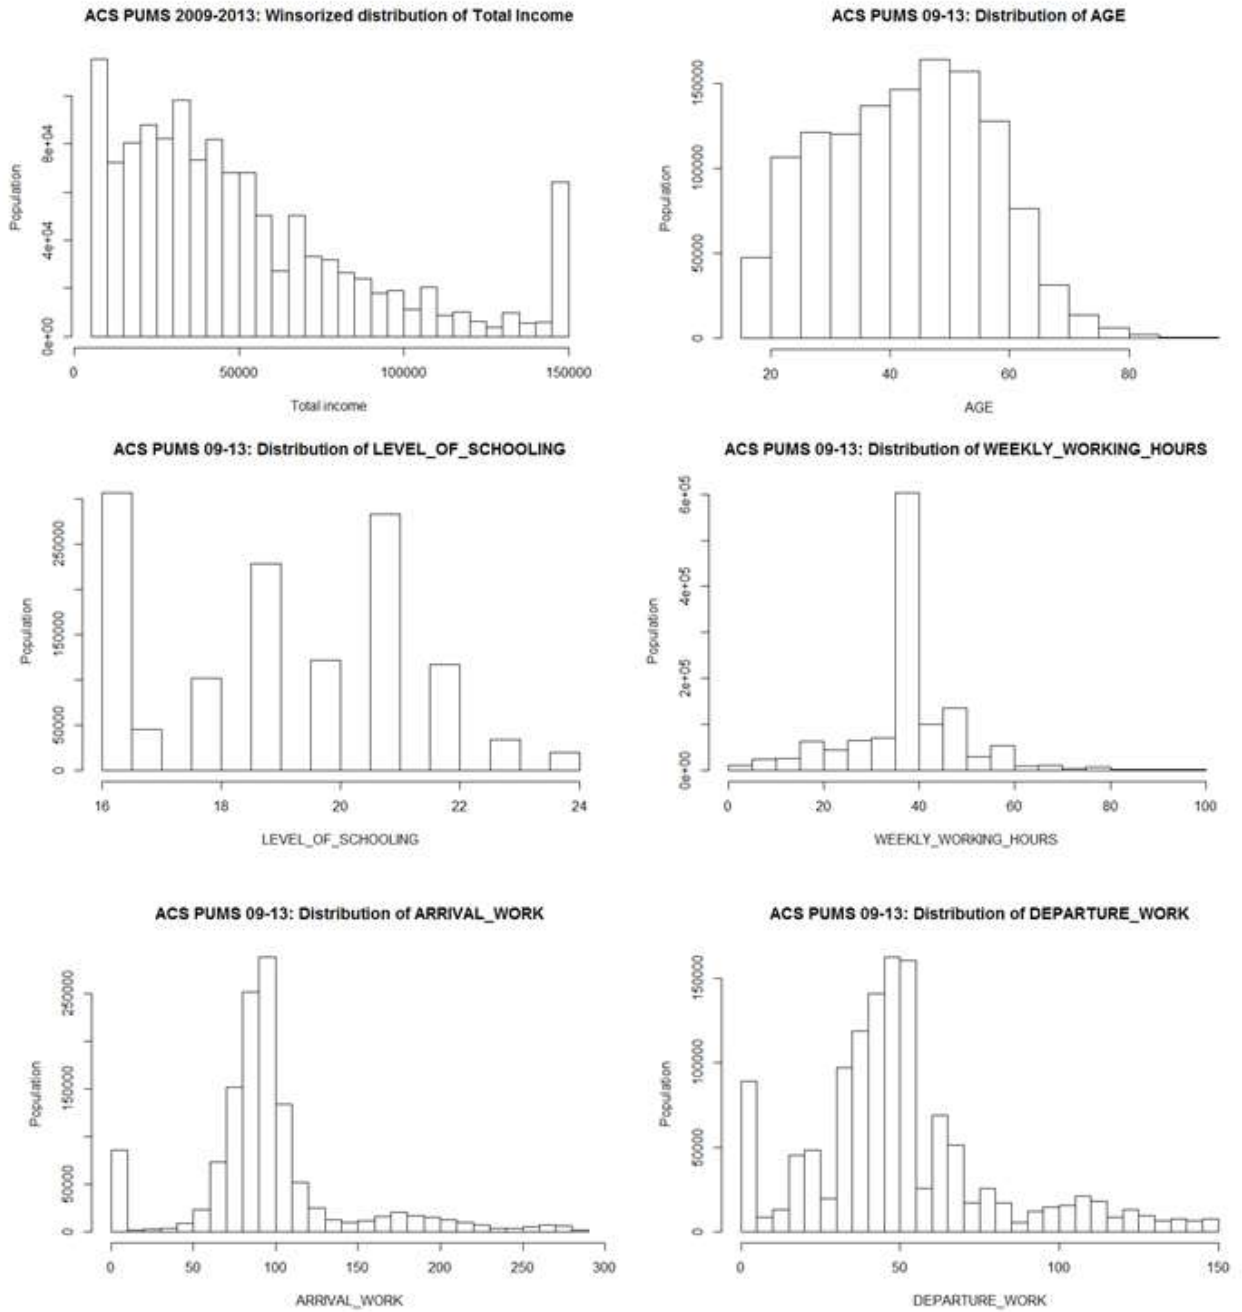 ACS PUMS 2009-2013: Winsorized distribution of Total Income
Population
0e+00 4e+04 8e+04
0 50000 100000 150000
Total income
ACS PUMS 09-13: Distribution of AGE
Population
0 50000 100000 150000
20 40 60 80
AGE
ACS PUMS 09-13: Distribution of LEVEL_OF_SCHOOLING
Population
0 50000 150000 250000
16 18 20 22 24
LEVEL_OF_SCHOOLING
ACS PUMS 09-13: Distribution of WEEKLY_WORKING_HOURS
Population
0e+00 2e+05 4e+05 6e+05
0 20 40 60 80 100
WEEKLY_WORKING_HOURS
ACS PUMS 09-13: Distribution of ARRIVAL_WORK
Population
0 50000 150000 250000
0 50 100 150 200 250 300
ARRIVAL_WORK
ACS PUMS 09-13: Distribution of DEPARTURE_WORK
Population
0 50000 100000 150000
0 50 100 150
DEPARTURE_WORK